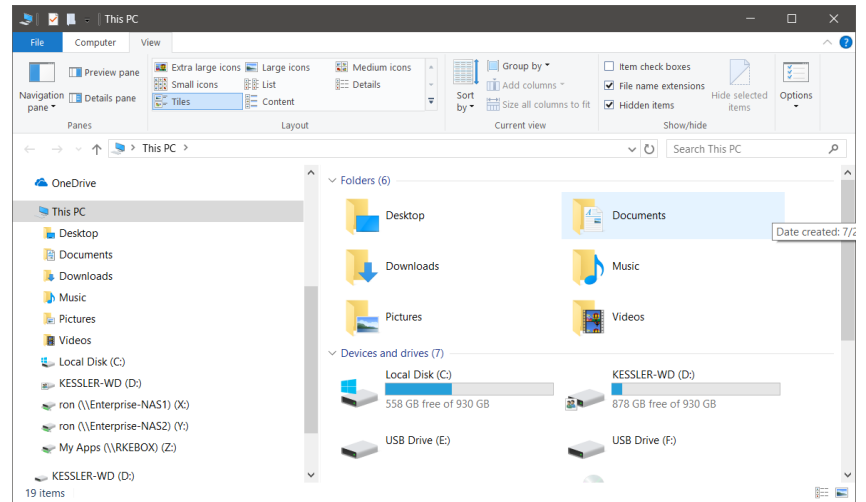 This PC
File Computer View
Navigation pane
Preview pane
Details pane
Panes
Extra large icons Large icons Medium icons
Small icons List Details
Tiles Content
Layout
Sort by
Group by
Add columns
Size all columns to fit
Current view
Item check boxes
File name extensions
Hidden items
Hide selected items
Show/hide
Options
This PC
Search This PC
OneDrive
This PC
Desktop
Documents
Downloads
Music
Pictures
Videos
Local Disk (C:)
KESSLER-WD (D:)
ron (\\Enterprise-NAS1) (X:)
ron (\\Enterprise-NAS2) (Y:)
My Apps (\\RKEBOX) (Z:)
KESSLER-WD (D:)
Folders (6)
Desktop
Documents
Date created: 7/2
Downloads
Music
Pictures
Videos
Devices and drives (7)
Local Disk (C:)
558 GB free of 930 GB
KESSLER-WD (D:)
878 GB free of 930 GB
USB Drive (E:)
USB Drive (F:)
19 items